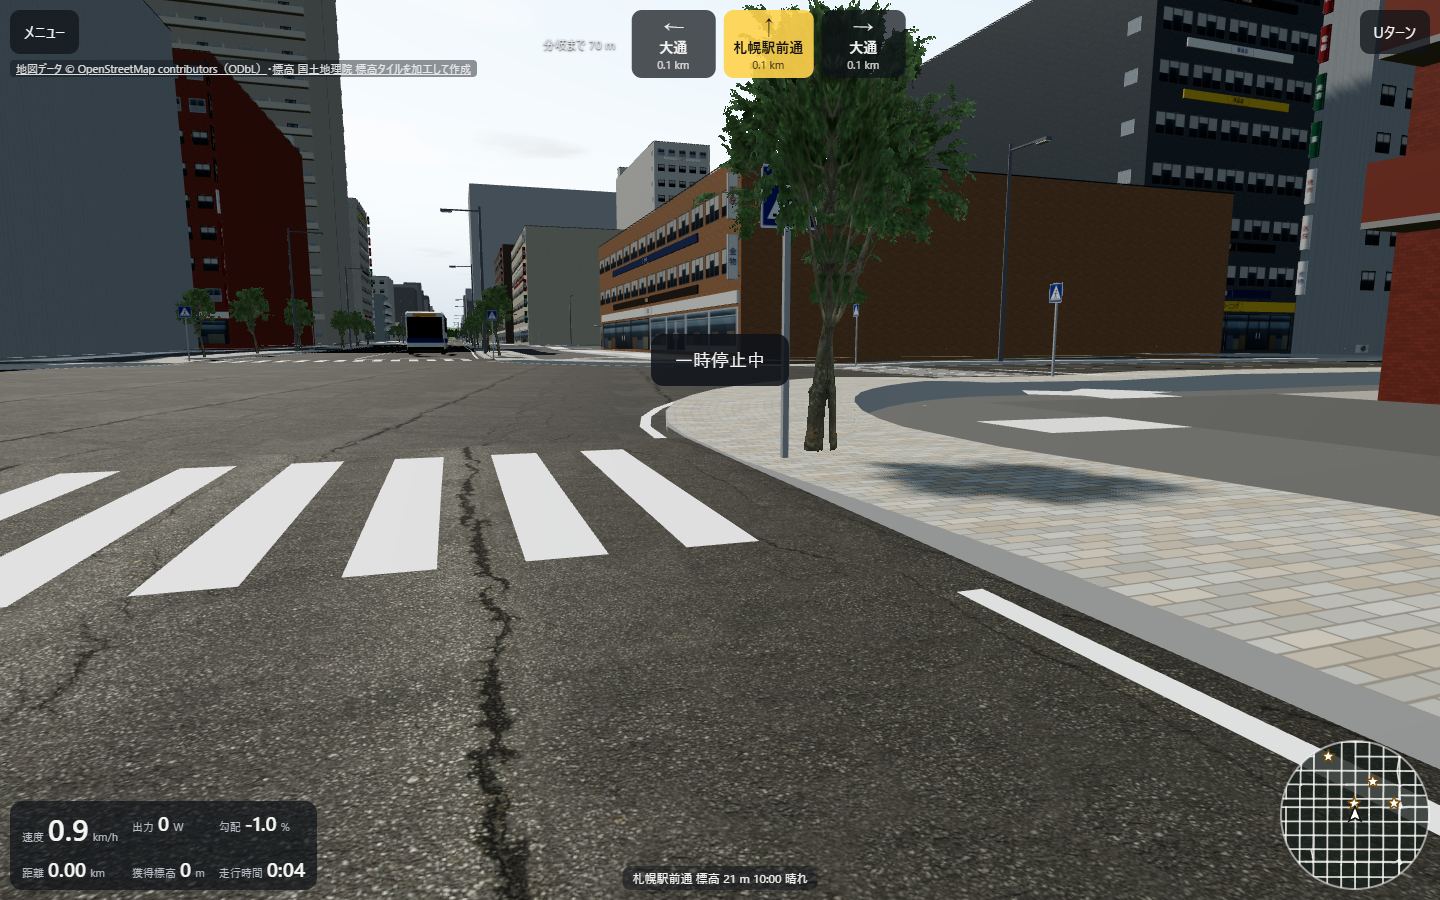 メニュー
地図データ © OpenStreetMap contributors（ODbL）・標高 国土地理院 標高タイルを加工して作成
分岐まで 70 m
←
大通
0.1 km
↑
札幌駅前通
0.1 km
→
大通
0.1 km
Uターン
金物
一時停止中
速度 0.9 km/h
出力 0 W
勾配 -1.0 %
距離 0.00 km
獲得標高 0 m
走行時間 0:04
札幌駅前通 標高 21 m 10:00 晴れ